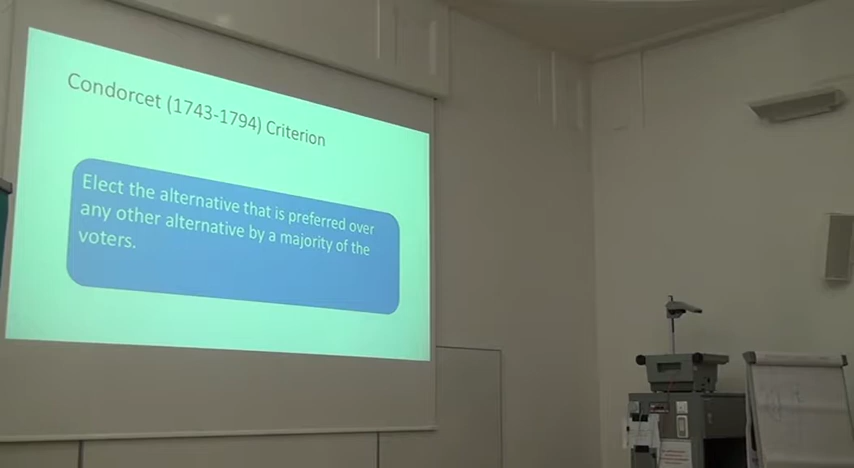 Condorcet (1743-1794) Criterion
Elect the alternative that is preferred over
any other alternative by a majority of the
voters.